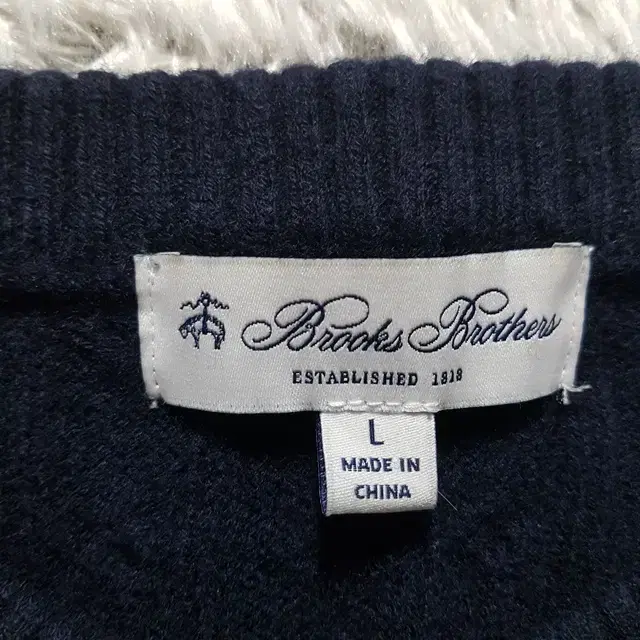 Brooks Brothers
ESTABLISHED 1818
L
MADE IN
CHINA